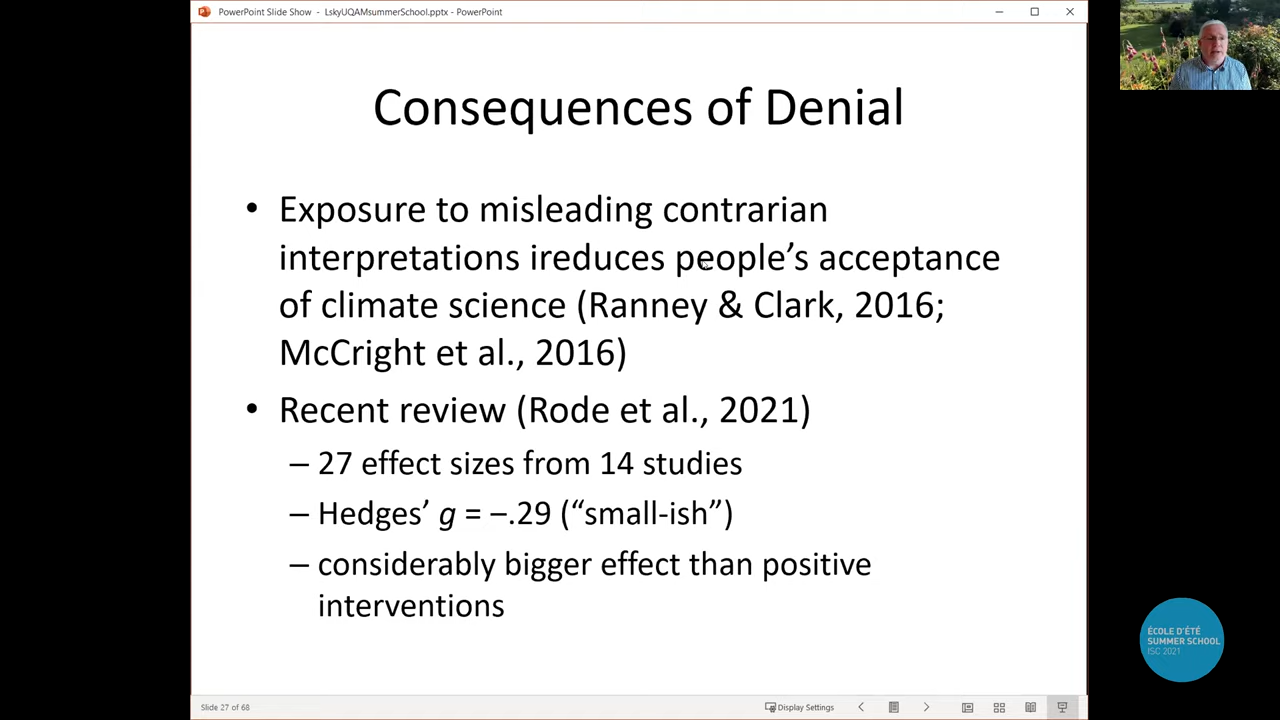 PowerPoint Slide Show - LskyUQAMsummerSchool.pptx - PowerPoint
Consequences of Denial
• Exposure to misleading contrarian
interpretations ireduces people’s acceptance
of climate science (Ranney & Clark, 2016;
McCright et al., 2016)
• Recent review (Rode et al., 2021)
– 27 effect sizes from 14 studies
– Hedges’ g = –.29 (“small-ish”)
– considerably bigger effect than positive
interventions
ÉCOLE D'ÉTÉ
SUMMER SCHOOL
ISC 2021
Slide 27 of 68
Display Settings